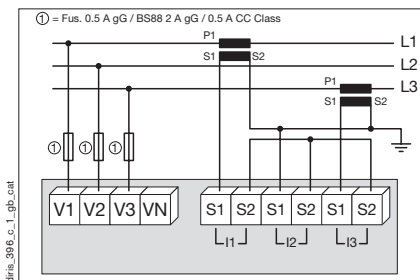 ① = Fus. 0.5 A gG / BS88 2 A gG / 0.5 A CC Class
P1
L1
S1 S2
L2
P1
L3
S1 S2
① ① ①
V1 V2 V3 VN
S1 S2 S1 S2 S1 S2
I1 I2 I3
diris_396_c_1_gb_cat